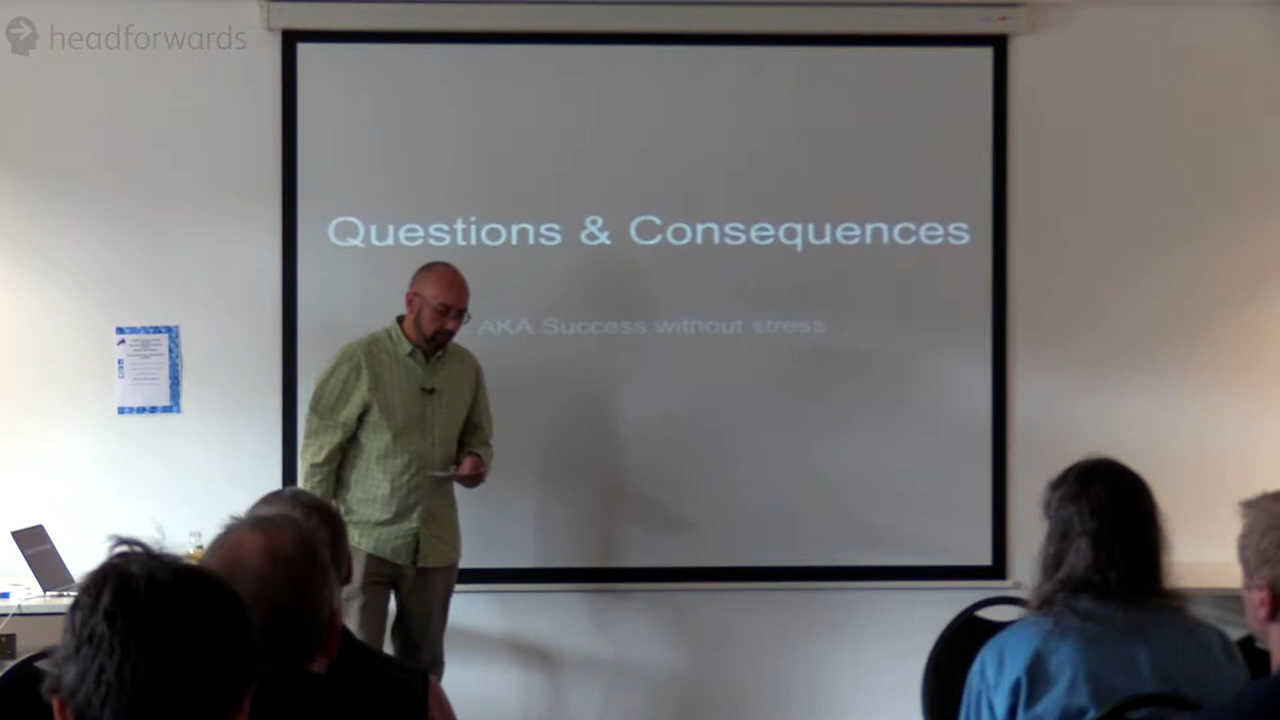 headforwards
Questions & Consequences
AKA Success without stress